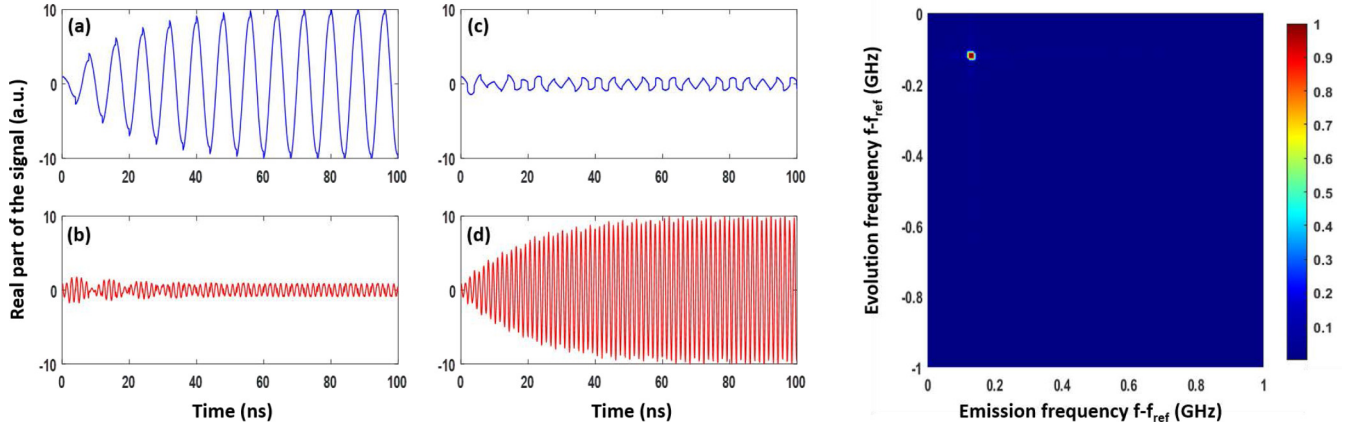 Real part of the signal (a.u.)
(a)
10
0
-10
0 20 40 60 80 100
(b)
10
0
-10
0 20 40 60 80 100
Time (ns)
(c)
10
0
-10
0 20 40 60 80 100
(d)
10
0
-10
0 20 40 60 80 100
Time (ns)
Evolution frequency f-fref (GHz)
0
-0.2
-0.4
-0.6
-0.8
-1
0 0.2 0.4 0.6 0.8 1
Emission frequency f-fref (GHz)
1
0.9
0.8
0.7
0.6
0.5
0.4
0.3
0.2
0.1